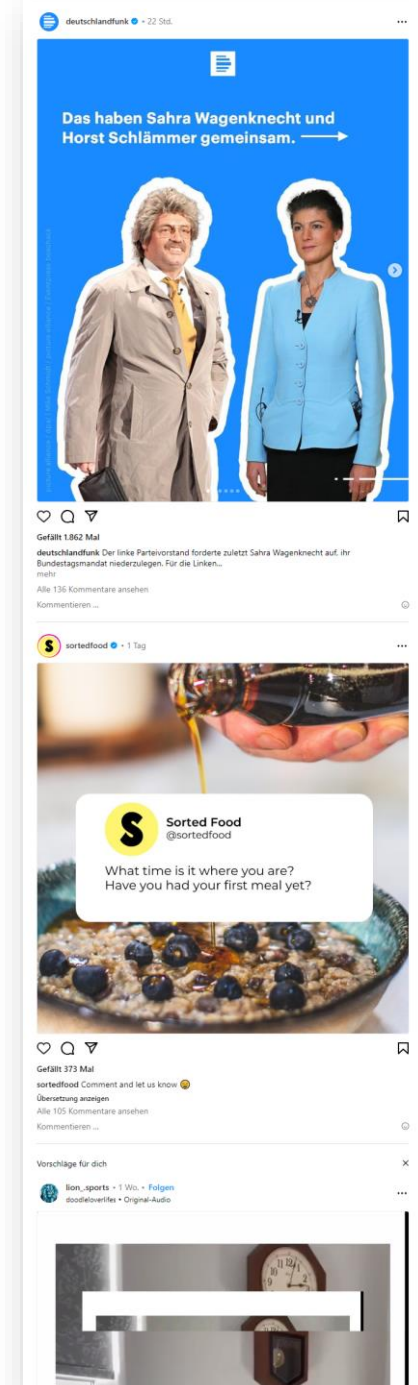 deutschlandfunk • 22 Std.
Das haben Sahra Wagenknecht und
Horst Schlämmer gemeinsam.
Gefällt 1.862 Mal
deutschlandfunk Der linke Parteivorstand forderte zuletzt Sahra Wagenknecht auf, ihr
Bundestagsmandat niederzulegen. Für die Linken...
mehr
Alle 136 Kommentare ansehen
Kommentieren ...
sortedfood • 1 Tag
S
S
Sorted Food
@sortedfood
What time is it where you are?
Have you had your first meal yet?
Gefällt 373 Mal
sortedfood Comment and let us know
Übersetzung anzeigen
Alle 105 Kommentare ansehen
Kommentieren ...
Vorschläge für dich
lion_.sports • 1 Wo. • Folgen
doodleloverlifes • Original-Audio